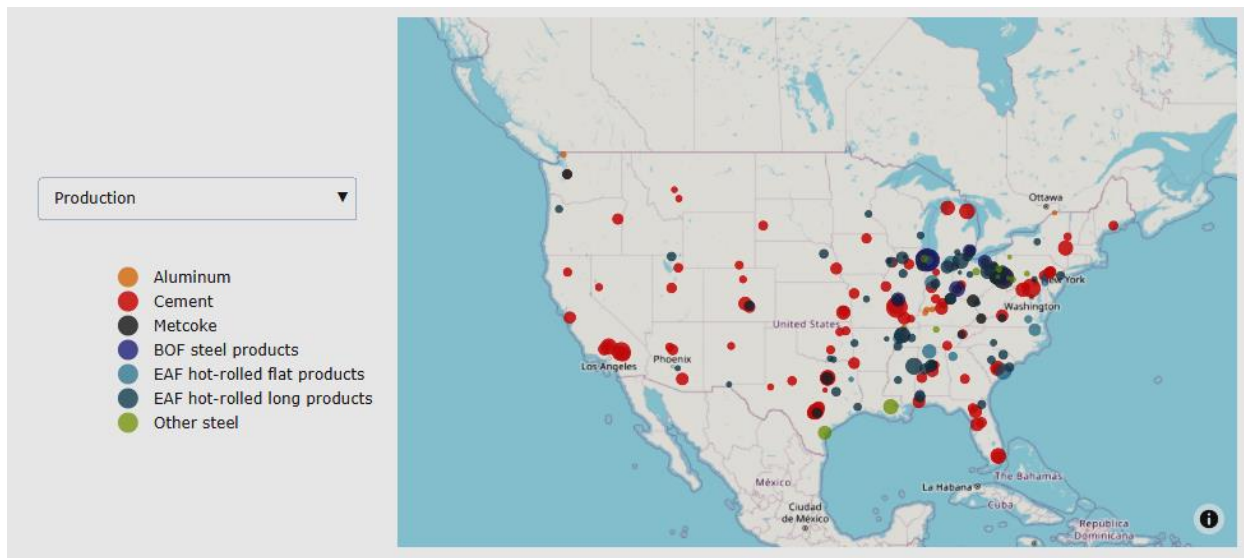 Production
Aluminum
Cement
Metcoke
BOF steel products
EAF hot-rolled flat products
EAF hot-rolled long products
Other steel
Ottawa
New York
Washington
United States
Los Angeles
Phoenix
México
Ciudad
de México
La Habana
The Bahamas
Cuba
República
Dominicana